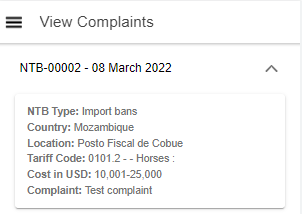 View Complaints
NTB-00002 - 08 March 2022
NTB Type: Import bans
Country: Mozambique
Location: Posto Fiscal de Cobue
Tariff Code: 0101.2 - - Horses :
Cost in USD: 10,001-25,000
Complaint: Test complaint